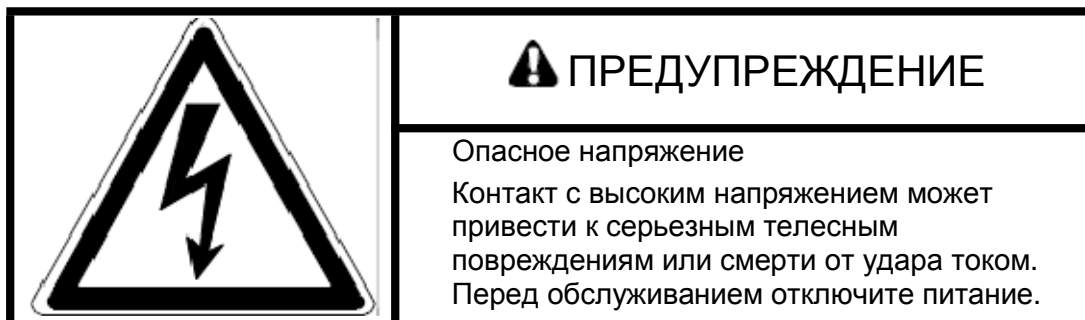 ПРЕДУПРЕЖДЕНИЕ
Опасное напряжение
Контакт с высоким напряжением может
привести к серьезным телесным
повреждениям или смерти от удара током.
Перед обслуживанием отключите питание.